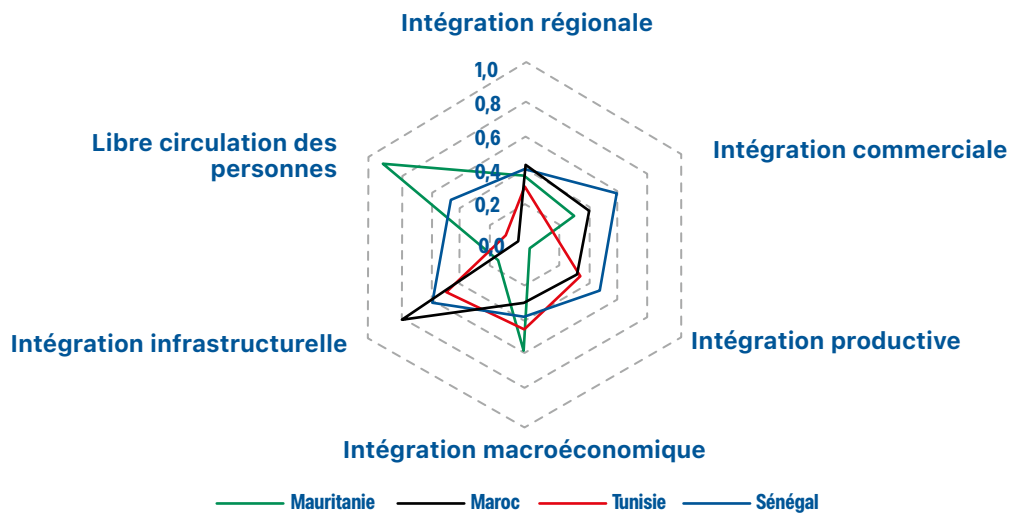 Intégration régionale
1,0
0,8
0,6
0,4
0,2
0,0
Libre circulation des
personnes
Intégration commerciale
Intégration infrastructurelle
Intégration productive
Intégration macroéconomique
Mauritanie Maroc Tunisie Sénégal